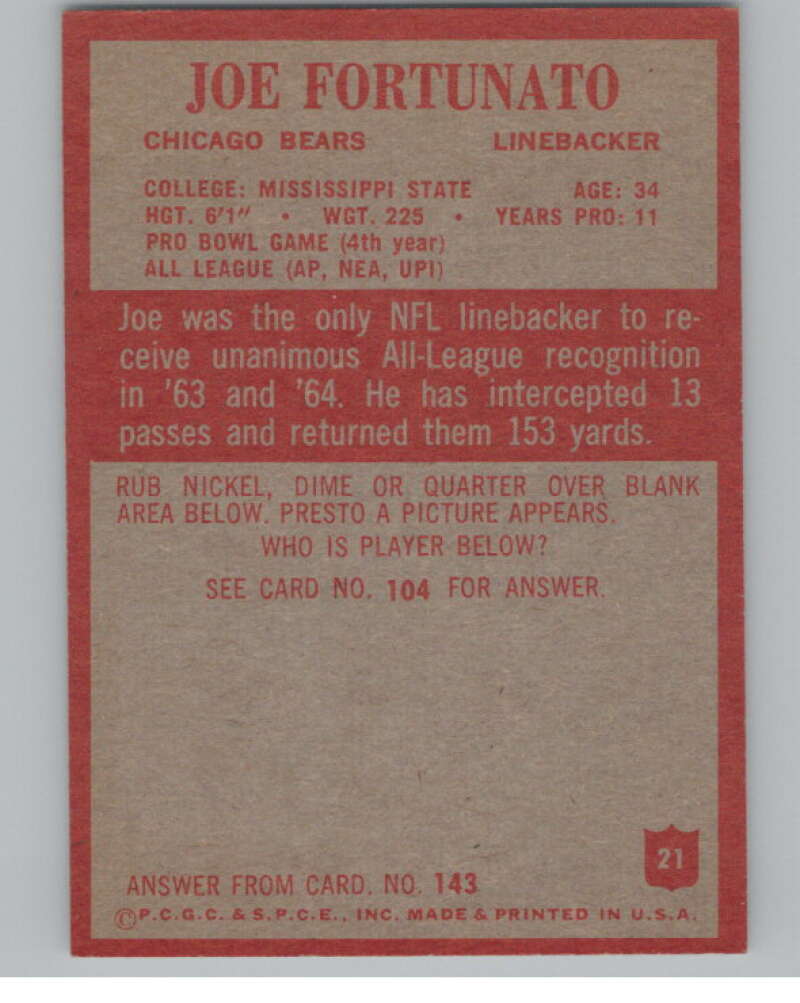 JOE FORTUNATO
CHICAGO BEARS LINEBACKER
COLLEGE: MISSISSIPPI STATE AGE: 34
HGT. 6'1" • WGT. 225 • YEARS PRO: 11
PRO BOWL GAME (4th year)
ALL LEAGUE (AP, NEA, UPI)
Joe was the only NFL linebacker to re-
ceive unanimous All-League recognition
in '63 and '64. He has intercepted 13
passes and returned them 153 yards.
RUB NICKEL, DIME OR QUARTER OVER BLANK
AREA BELOW. PRESTO A PICTURE APPEARS.
WHO IS PLAYER BELOW?
SEE CARD NO. 104 FOR ANSWER.
21
ANSWER FROM CARD. NO. 143
©P.C.G.C. & S.P.C.E., INC. MADE & PRINTED IN U.S.A.